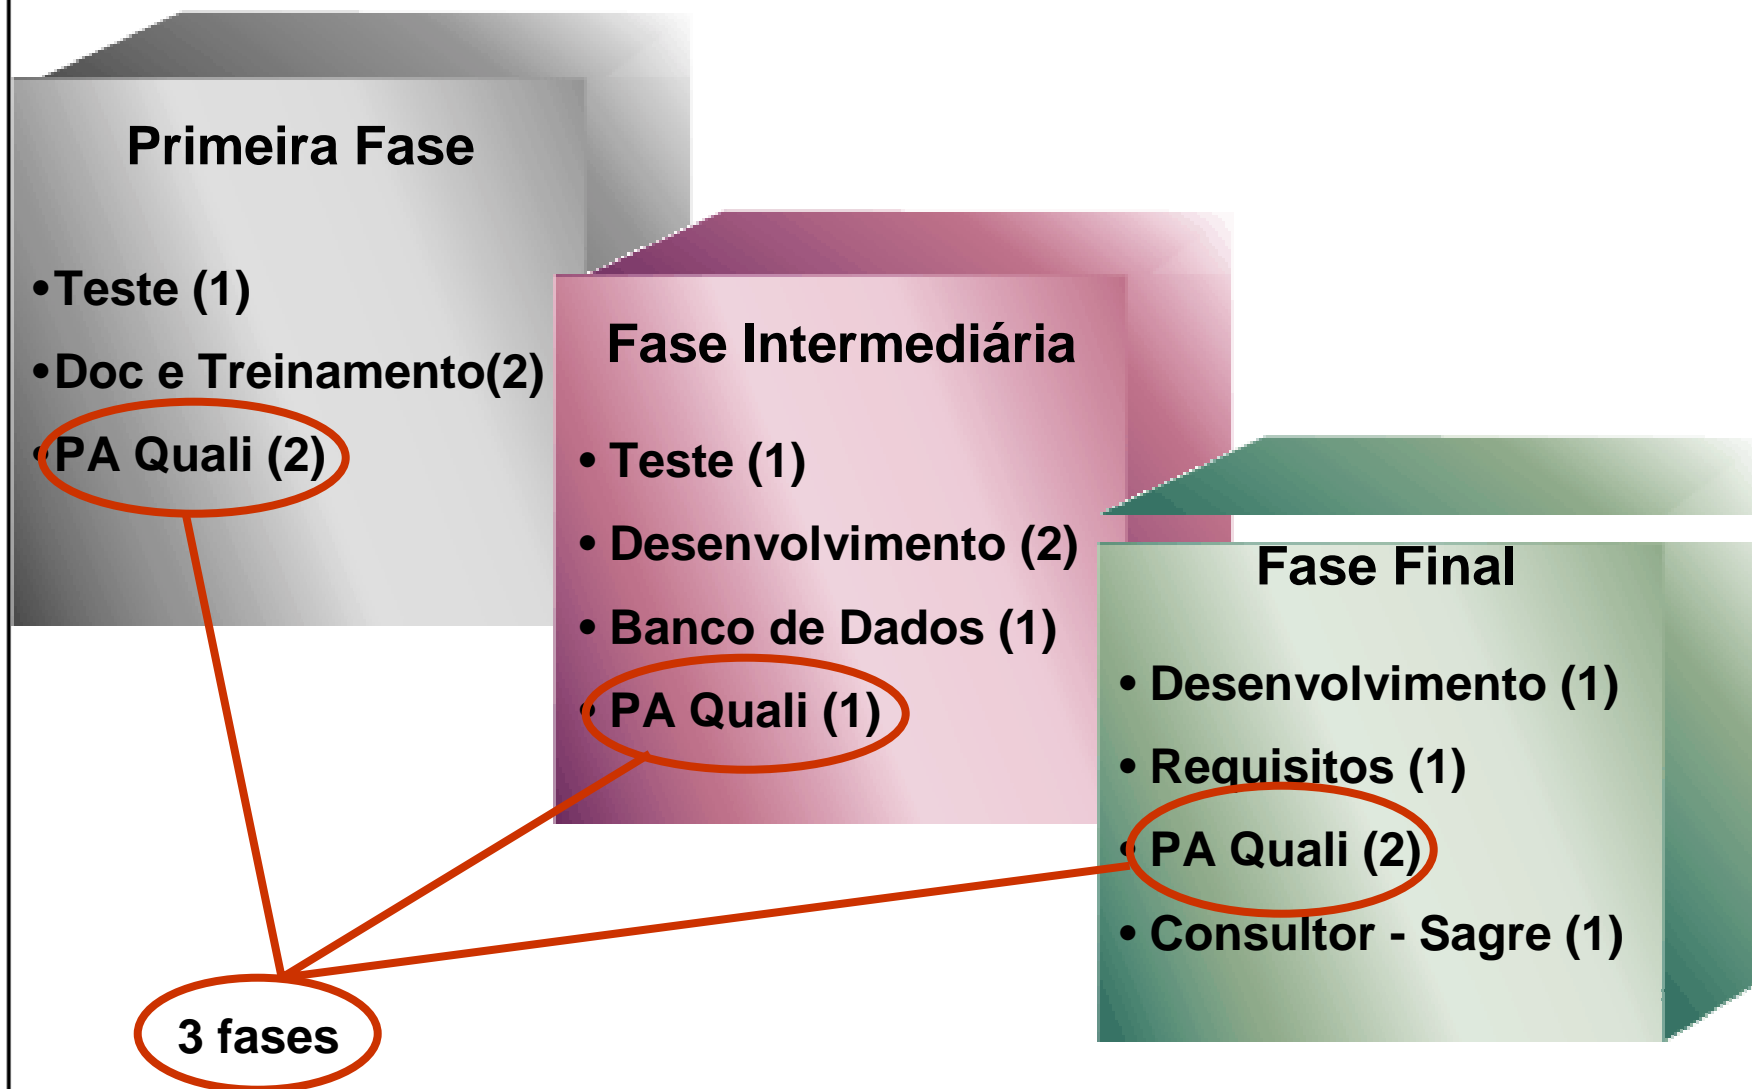 Primeira Fase
•Teste (1)
•Doc e Treinamento(2)
•PA Quali (2)
Fase Intermediária
• Teste (1)
• Desenvolvimento (2)
• Banco de Dados (1)
• PA Quali (1)
Fase Final
• Desenvolvimento (1)
• Requisitos (1)
• PA Quali (2)
• Consultor - Sagre (1)
3 fases